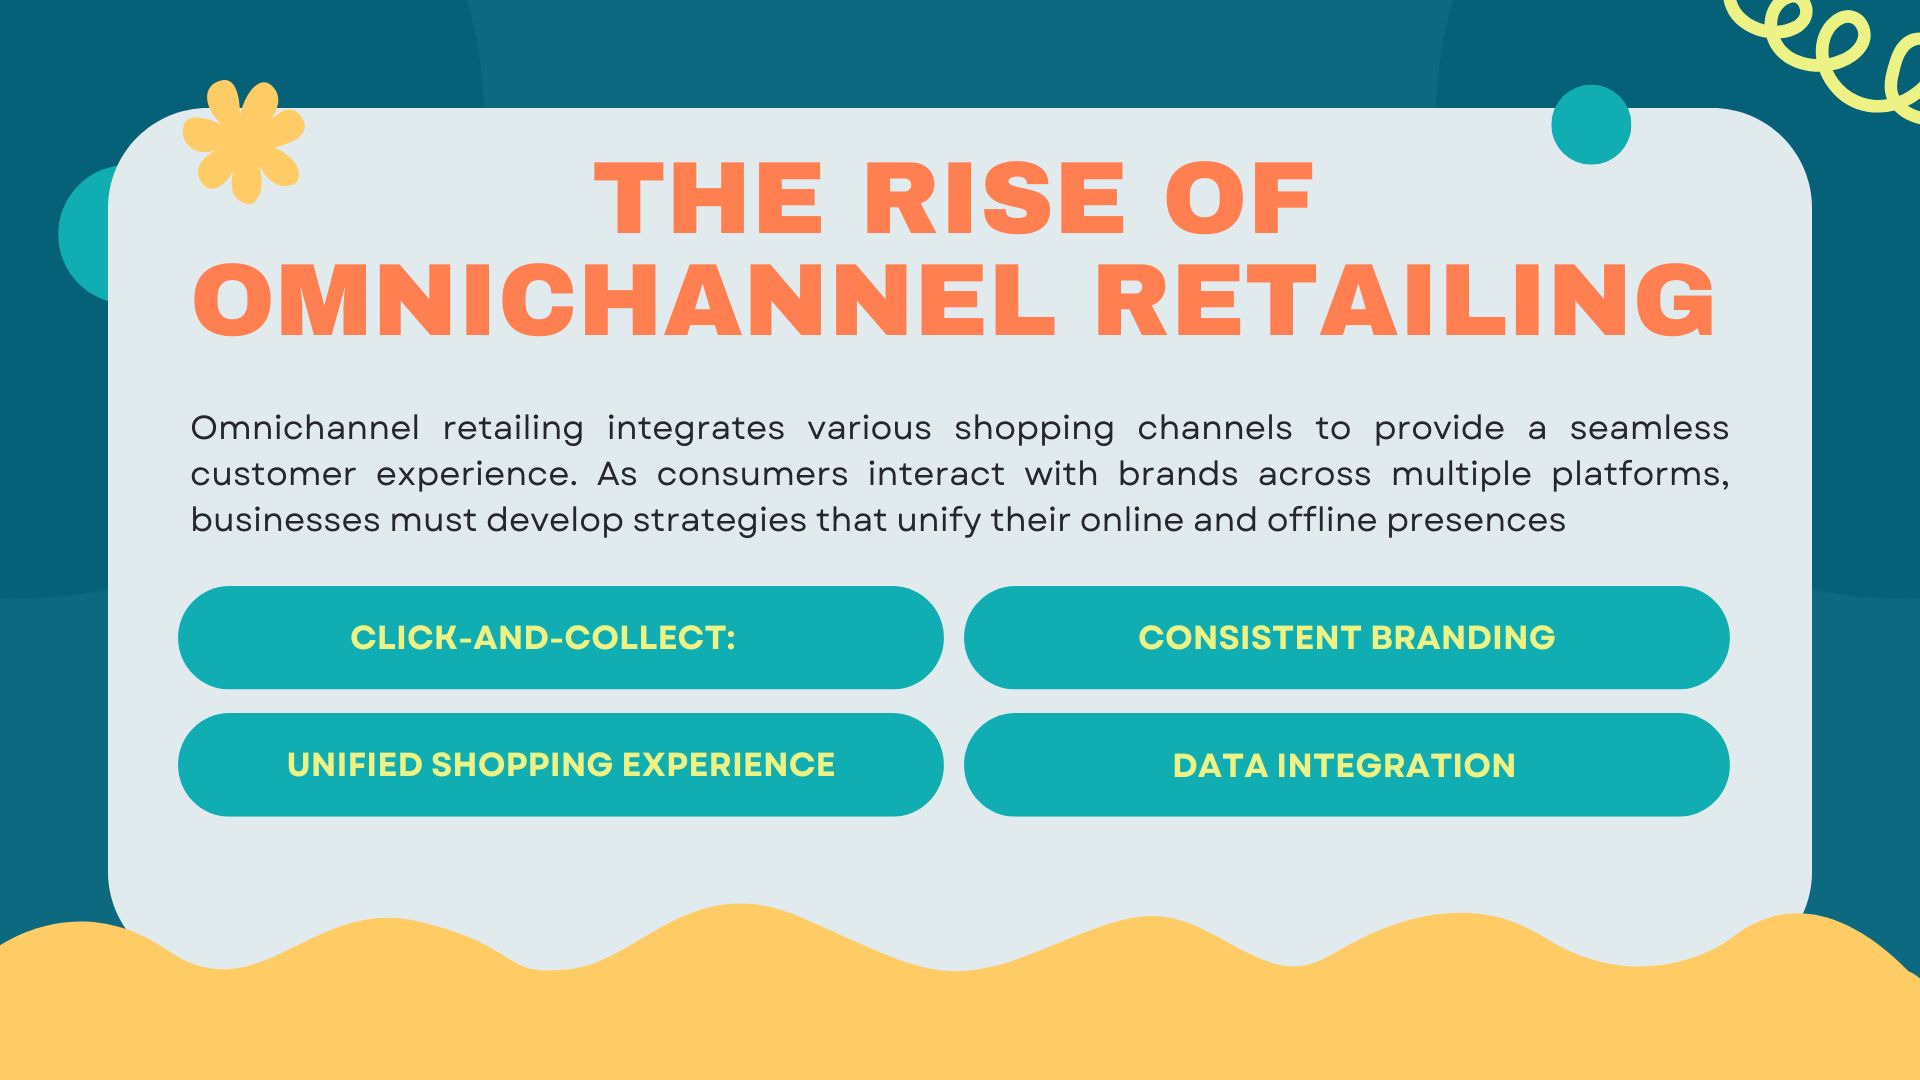 THE RISE OF
OMNICHANNEL RETAILING
Omnichannel retailing integrates various shopping channels to provide a seamless
customer experience. As consumers interact with brands across multiple platforms,
businesses must develop strategies that unify their online and offline presences
CLICK-AND-COLLECT:
CONSISTENT BRANDING
UNIFIED SHOPPING EXPERIENCE
DATA INTEGRATION